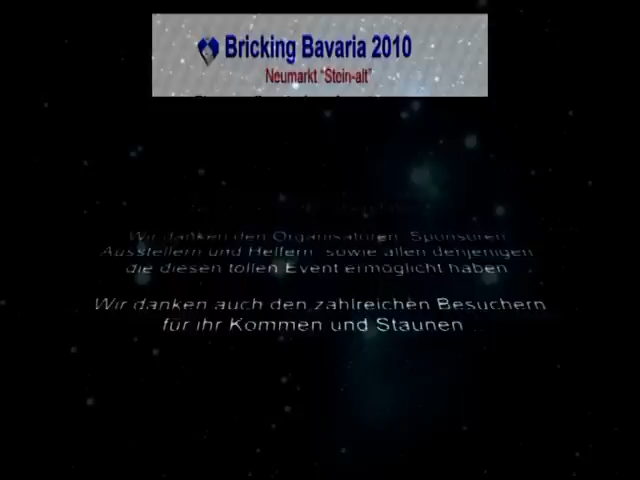 Bricking Bavaria 2010
Neumarkt "Stein-alt"
Wir danken den Organisatoren, Sponsoren
Ausstellern und Helfern, sowie allen denjenigen
die diesen tollen Event ermöglicht haben
Wir danken auch den zahlreichen Besuchern
für ihr Kommen und Staunen ...